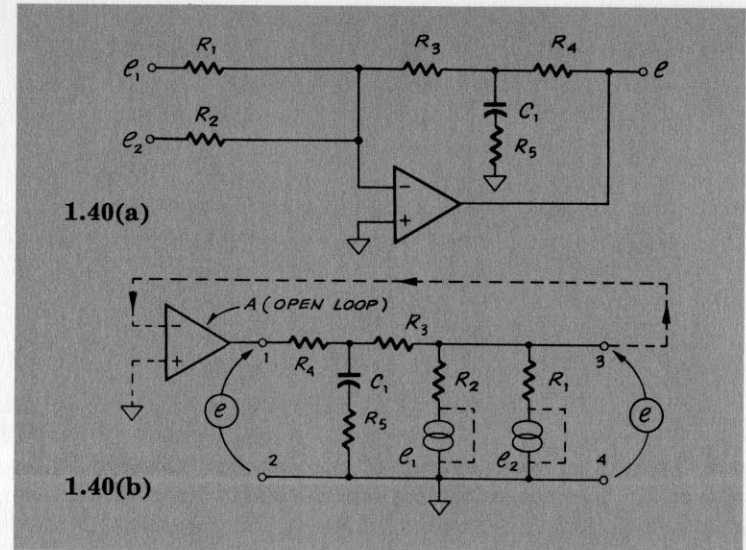 R₁
R₃
R₄
e₁
e
C₁
R₂
e₂
R₅
−
+
1.40(a)
A (OPEN LOOP)
−
+
1
R₄
R₃
3
C₁
R₂
R₁
e
R₅
e₁
e₂
e
2
4
1.40(b)